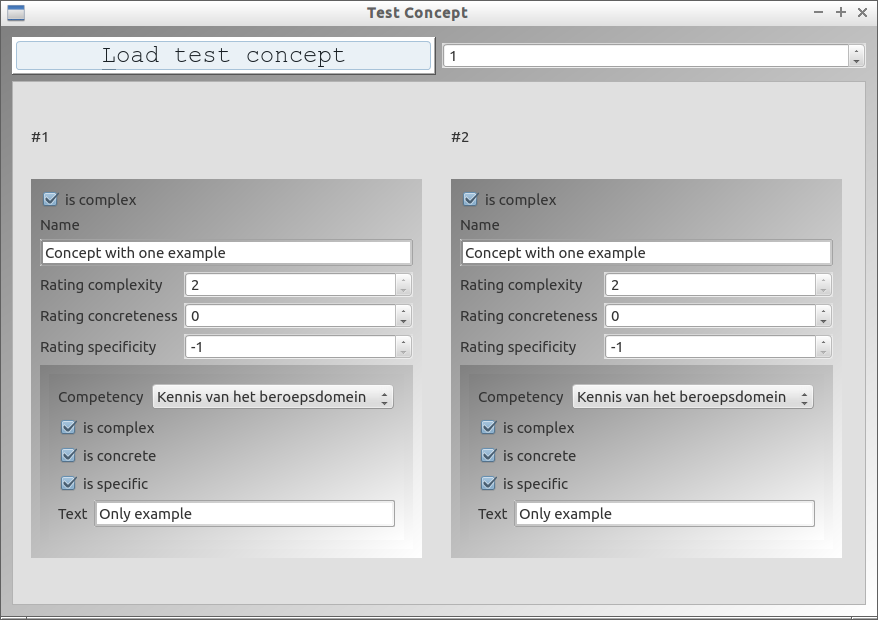 Test Concept
Load test concept
1
#1
is complex
Name
Concept with one example
Rating complexity 2
Rating concreteness 0
Rating specificity -1
Competency Kennis van het beroepsdomein
is complex
is concrete
is specific
Text Only example
#2
is complex
Name
Concept with one example
Rating complexity 2
Rating concreteness 0
Rating specificity -1
Competency Kennis van het beroepsdomein
is complex
is concrete
is specific
Text Only example